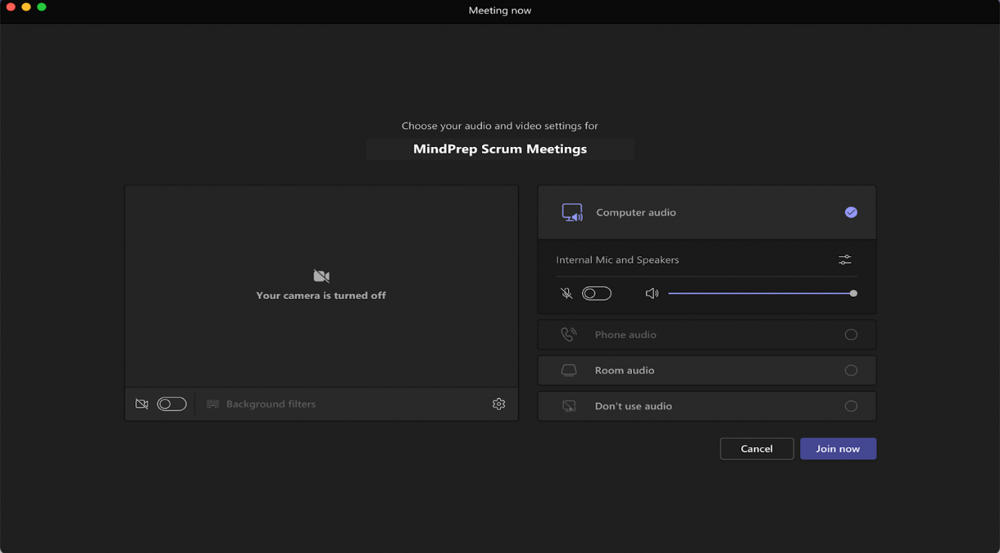 Meeting now
Choose your audio and video settings for
MindPrep Scrum Meetings
Your camera is turned off
Background filters
Computer audio
Internal Mic and Speakers
Phone audio
Room audio
Don't use audio
Cancel
Join now